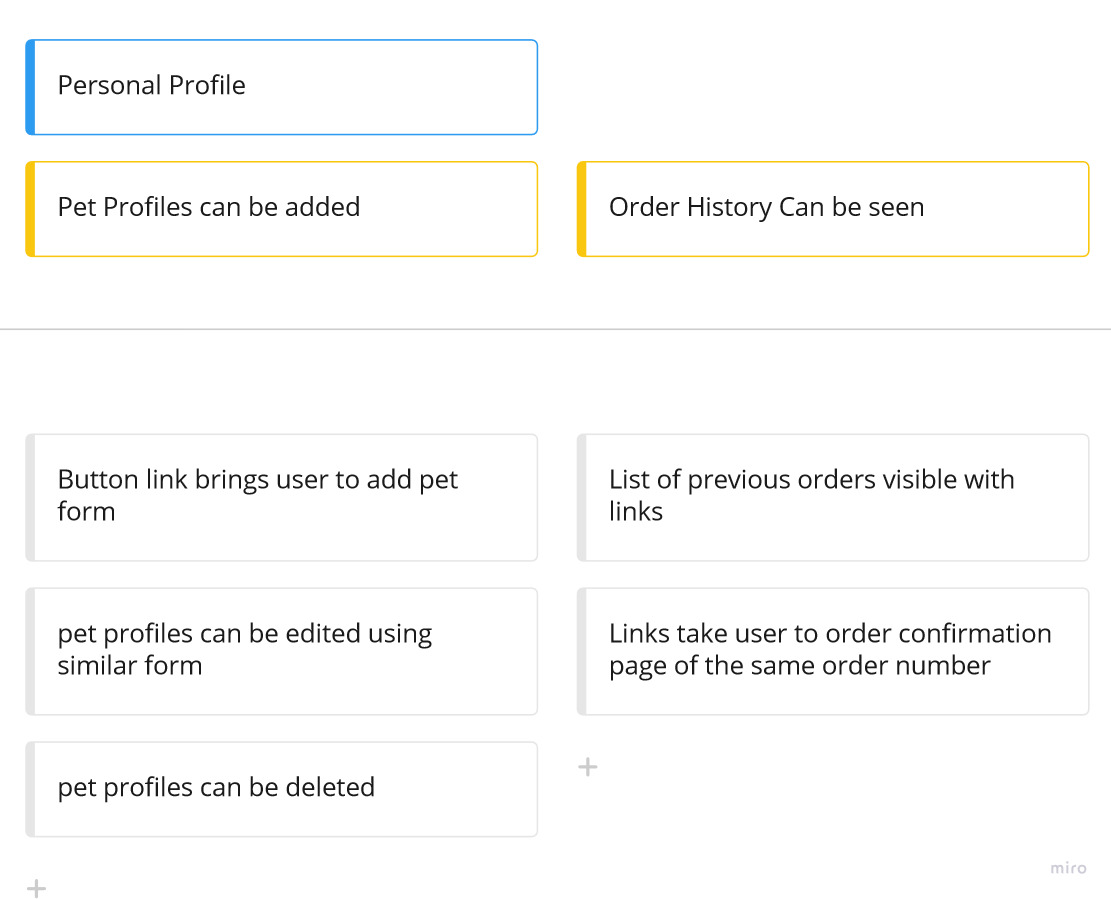 Personal Profile
Pet Profiles can be added
Order History Can be seen
Button link brings user to add pet
form
List of previous orders visible with
links
pet profiles can be edited using
similar form
Links take user to order confirmation
page of the same order number
pet profiles can be deleted
miro